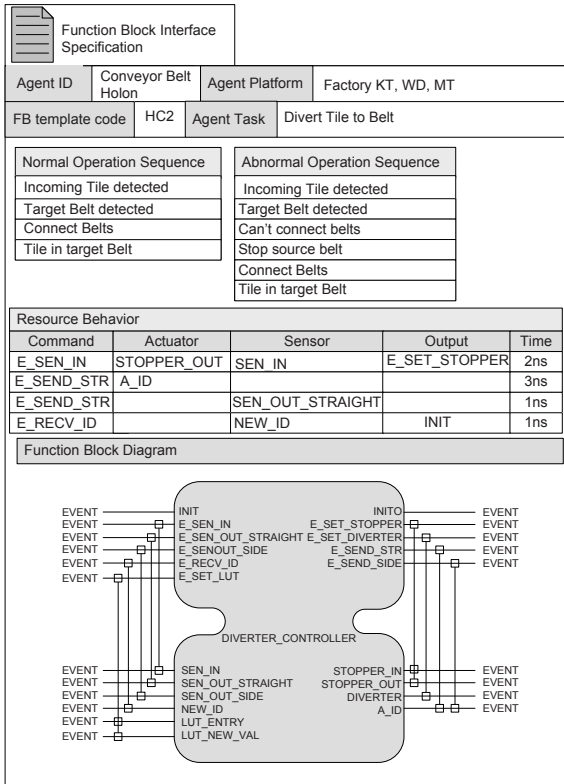 Function Block Interface
Specification
Agent ID
Conveyor Belt
Holon
Agent Platform
Factory KT, WD, MT
FB template code
HC2
Agent Task
Divert Tile to Belt
Normal Operation Sequence
Incoming Tile detected
Target Belt detected
Connect Belts
Tile in target Belt
Abnormal Operation Sequence
Incoming Tile detected
Target Belt detected
Can't connect belts
Stop source belt
Connect Belts
Tile in target Belt
Resource Behavior
Command Actuator Sensor Output Time
E_SEN_IN STOPPER_OUT SEN_IN E_SET_STOPPER 2ns
E_SEND_STR A_ID 3ns
E_SEND_STR SEN_OUT_STRAIGHT 1ns
E_RECV_ID NEW_ID INIT 1ns
Function Block Diagram
EVENT INIT INITO EVENT
EVENT E_SEN_IN E_SET_STOPPER EVENT
EVENT E_SEN_OUT_STRAIGHT E_SET_DIVERTER EVENT
EVENT E_SENOUT_SIDE E_SEND_STR EVENT
EVENT E_RECV_ID E_SEND_SIDE EVENT
EVENT E_SET_LUT
DIVERTER_CONTROLLER
EVENT SEN_IN STOPPER_IN EVENT
EVENT SEN_OUT_STRAIGHT STOPPER_OUT EVENT
EVENT SEN_OUT_SIDE DIVERTER EVENT
EVENT NEW_ID A_ID EVENT
EVENT LUT_ENTRY
EVENT LUT_NEW_VAL